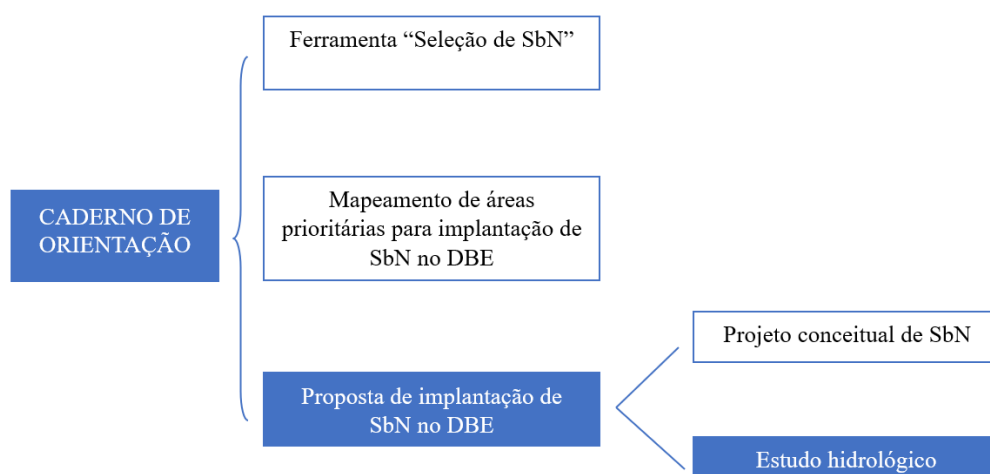 Ferramenta “Seleção de SbN”
CADERNO DE
ORIENTAÇÃO
Mapeamento de áreas
prioritárias para implantação de
SbN no DBE
Proposta de implantação de
SbN no DBE
Projeto conceitual de SbN
Estudo hidrológico